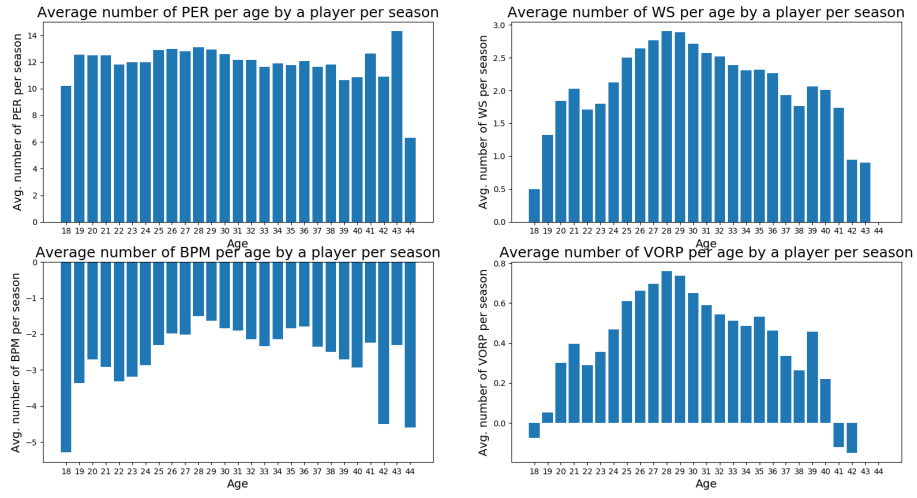 Average number of PER per age by a player per season
Avg. number of PER per season
14
12
10
8
6
4
2
0
18 19 20 21 22 23 24 25 26 27 28 29 30 31 32 33 34 35 36 37 38 39 40 41 42 43 44
Age
Average number of WS per age by a player per season
Avg. number of WS per season
3.0
2.5
2.0
1.5
1.0
0.5
0.0
18 19 20 21 22 23 24 25 26 27 28 29 30 31 32 33 34 35 36 37 38 39 40 41 42 43 44
Age
Average number of BPM per age by a player per season
Avg. number of BPM per season
0
−1
−2
−3
−4
−5
18 19 20 21 22 23 24 25 26 27 28 29 30 31 32 33 34 35 36 37 38 39 40 41 42 43 44
Age
Average number of VORP per age by a player per season
Avg. number of VORP per season
0.8
0.6
0.4
0.2
0.0
18 19 20 21 22 23 24 25 26 27 28 29 30 31 32 33 34 35 36 37 38 39 40 41 42 43 44
Age